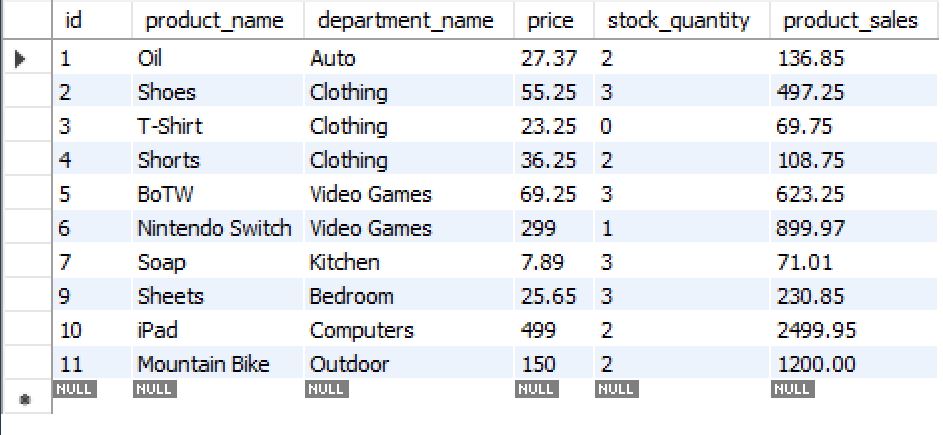 id product_name department_name price stock_quantity product_sales
1 Oil Auto 27.37 2 136.85
2 Shoes Clothing 55.25 3 497.25
3 T-Shirt Clothing 23.25 0 69.75
4 Shorts Clothing 36.25 2 108.75
5 BoTW Video Games 69.25 3 623.25
6 Nintendo Switch Video Games 299 1 899.97
7 Soap Kitchen 7.89 3 71.01
9 Sheets Bedroom 25.65 3 230.85
10 iPad Computers 499 2 2499.95
11 Mountain Bike Outdoor 150 2 1200.00
NULL NULL NULL NULL NULL NULL